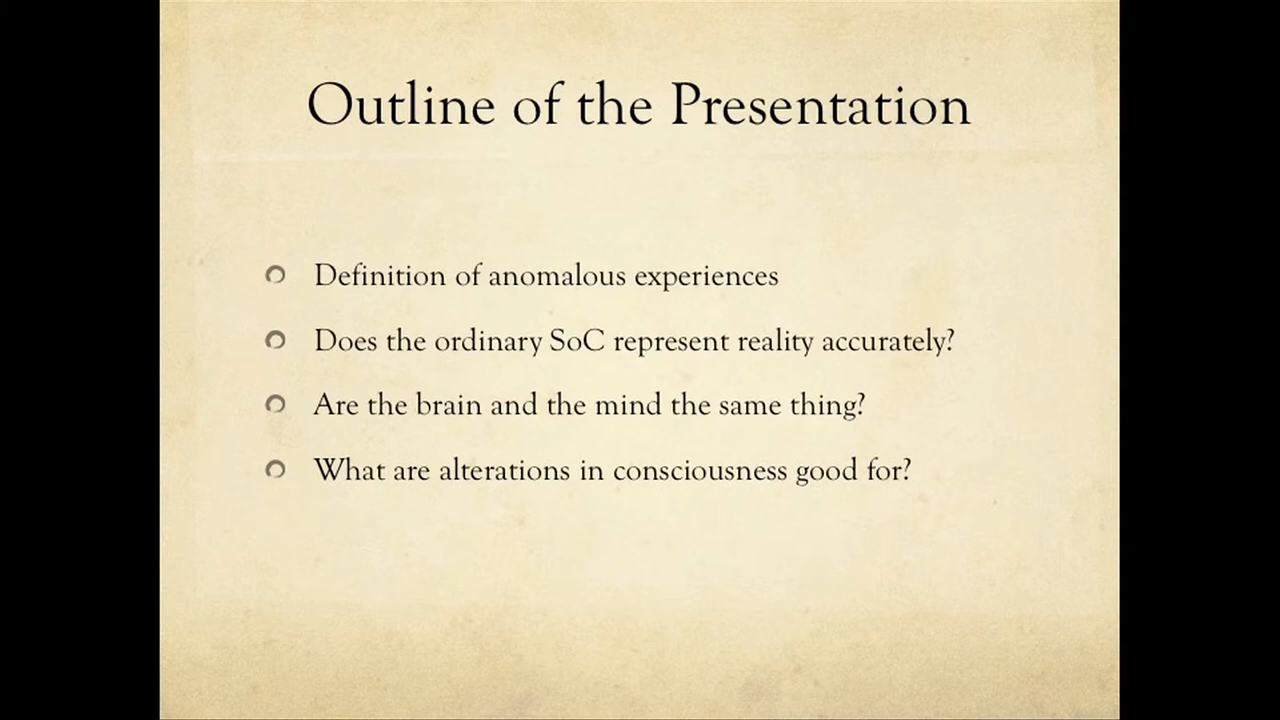 Outline of the Presentation
Definition of anomalous experiences
Does the ordinary SoC represent reality accurately?
Are the brain and the mind the same thing?
What are alterations in consciousness good for?